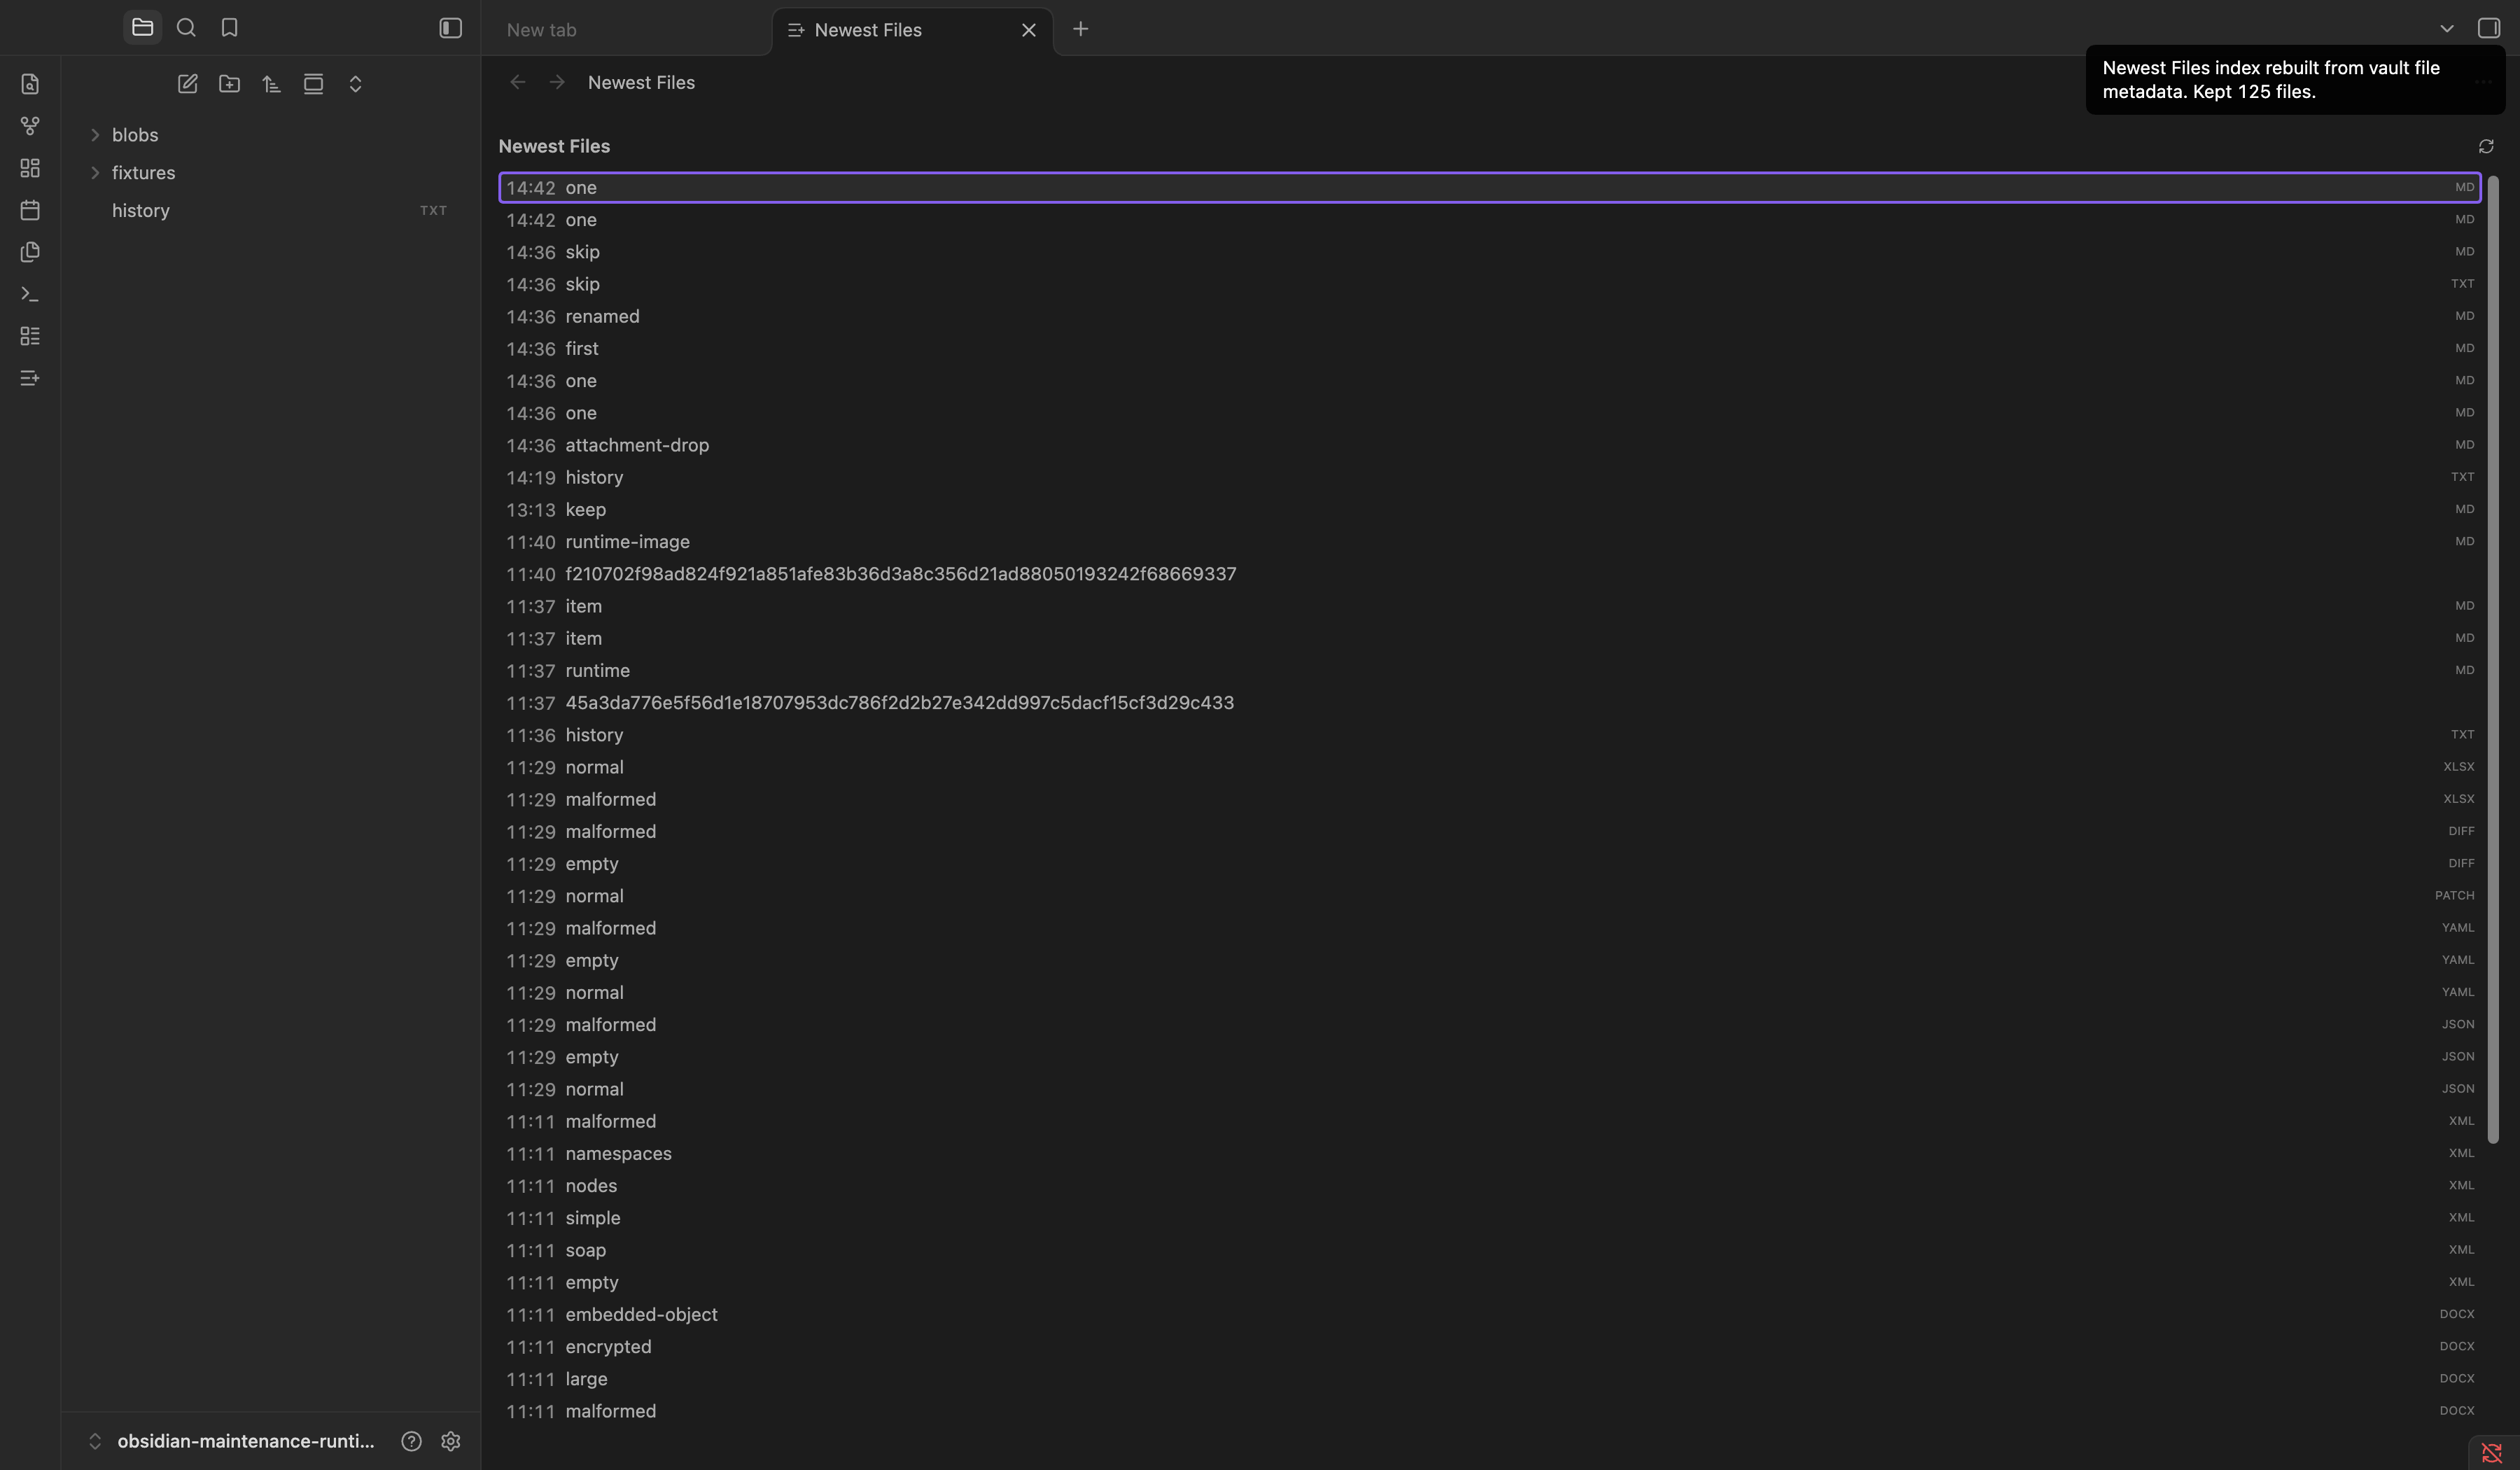 New tab
Newest Files
Newest Files
Newest Files index rebuilt from vault file
metadata. Kept 125 files.
blobs
fixtures
history TXT
Newest Files
14:42 one MD
14:42 one MD
14:36 skip MD
14:36 skip TXT
14:36 renamed MD
14:36 first MD
14:36 one MD
14:36 one MD
14:36 attachment-drop MD
14:19 history TXT
13:13 keep MD
11:40 runtime-image MD
11:40 f210702f98ad824f921a851afe83b36d3a8c356d21ad88050193242f68669337
11:37 item MD
11:37 item MD
11:37 runtime MD
11:37 45a3da776e5f56d1e18707953dc786f2d2b27e342dd997c5dacf15cf3d29c433
11:36 history TXT
11:29 normal XLSX
11:29 malformed XLSX
11:29 malformed DIFF
11:29 empty DIFF
11:29 normal PATCH
11:29 malformed YAML
11:29 empty YAML
11:29 normal YAML
11:29 malformed JSON
11:29 empty JSON
11:29 normal JSON
11:11 malformed XML
11:11 namespaces XML
11:11 nodes XML
11:11 simple XML
11:11 soap XML
11:11 empty XML
11:11 embedded-object DOCX
11:11 encrypted DOCX
11:11 large DOCX
11:11 malformed DOCX
obsidian-maintenance-runti...